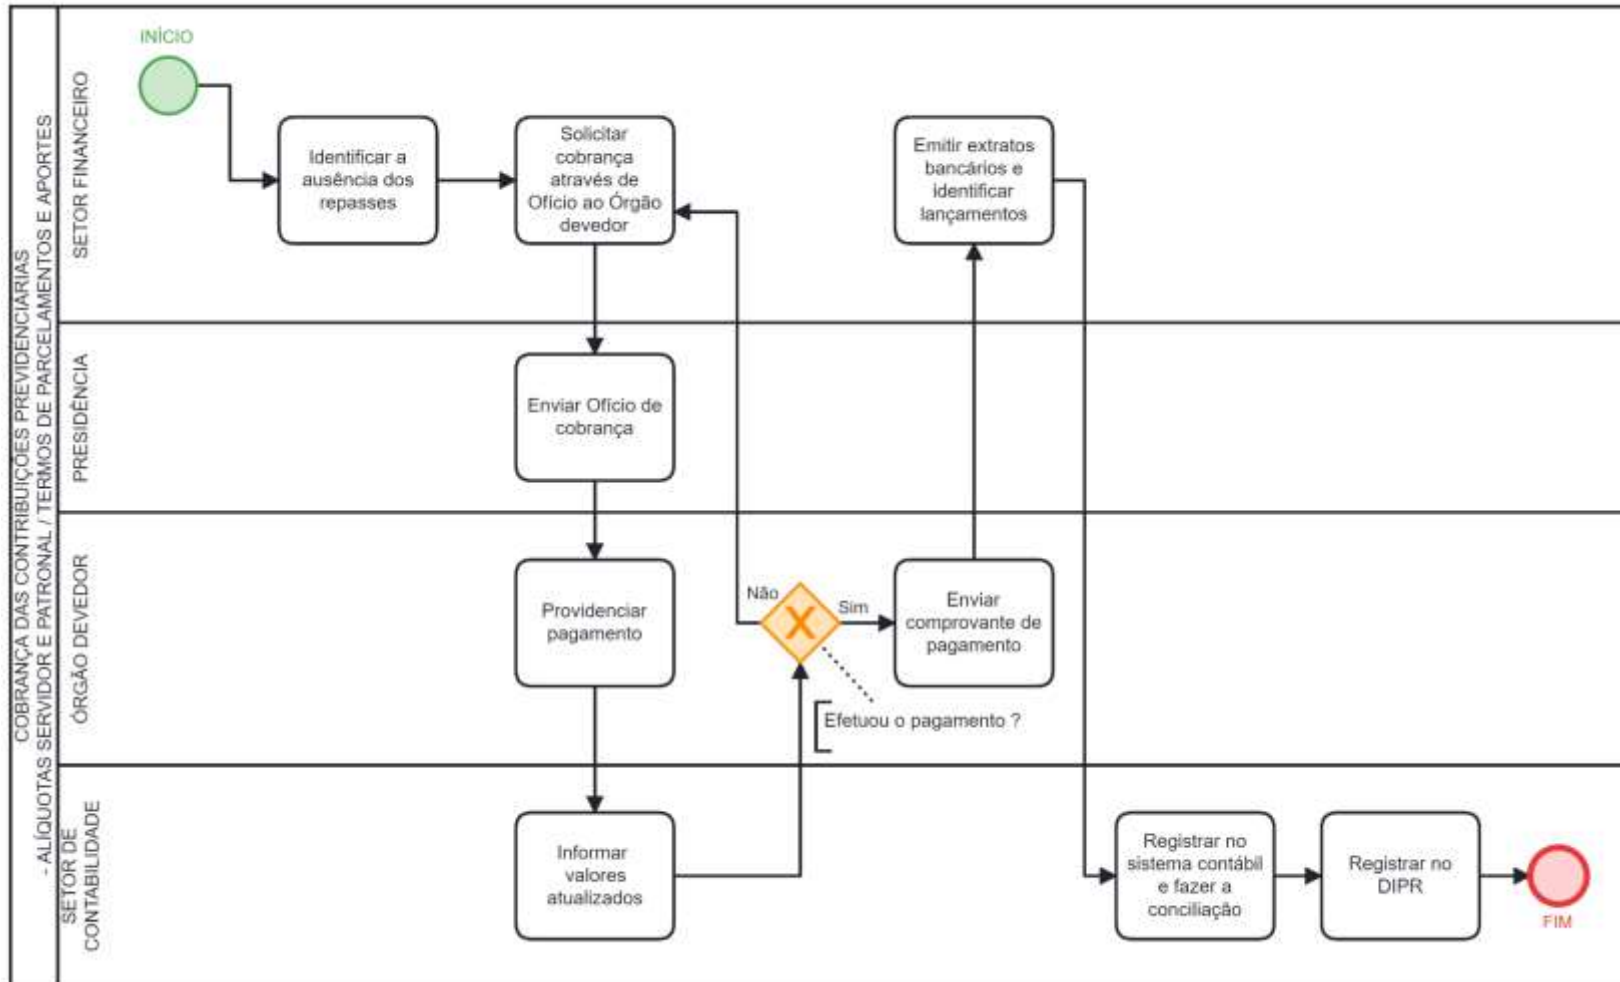 COBRANÇA DAS CONTRIBUIÇÕES PREVIDENCIÁRIAS
- ALÍQUOTAS SERVIDOR E PATRONAL / TERMOS DE PARCELAMENTOS E APORTES
SETOR FINANCEIRO
INÍCIO
Identificar a
ausência dos
repasses
Solicitar
cobrança
através de
Ofício ao Órgão
devedor
Emitir extratos
bancários e
identificar
lançamentos
PRESIDÊNCIA
Enviar Ofício de
cobrança
ÓRGÃO DEVEDOR
Providenciar
pagamento
Não
X
Sim
Enviar
comprovante de
pagamento
Efetuou o pagamento ?
SETOR DE
CONTABILIDADE
Informar
valores
atualizados
Registrar no
sistema contábil
e fazer a
conciliação
Registrar no
DIPR
FIM